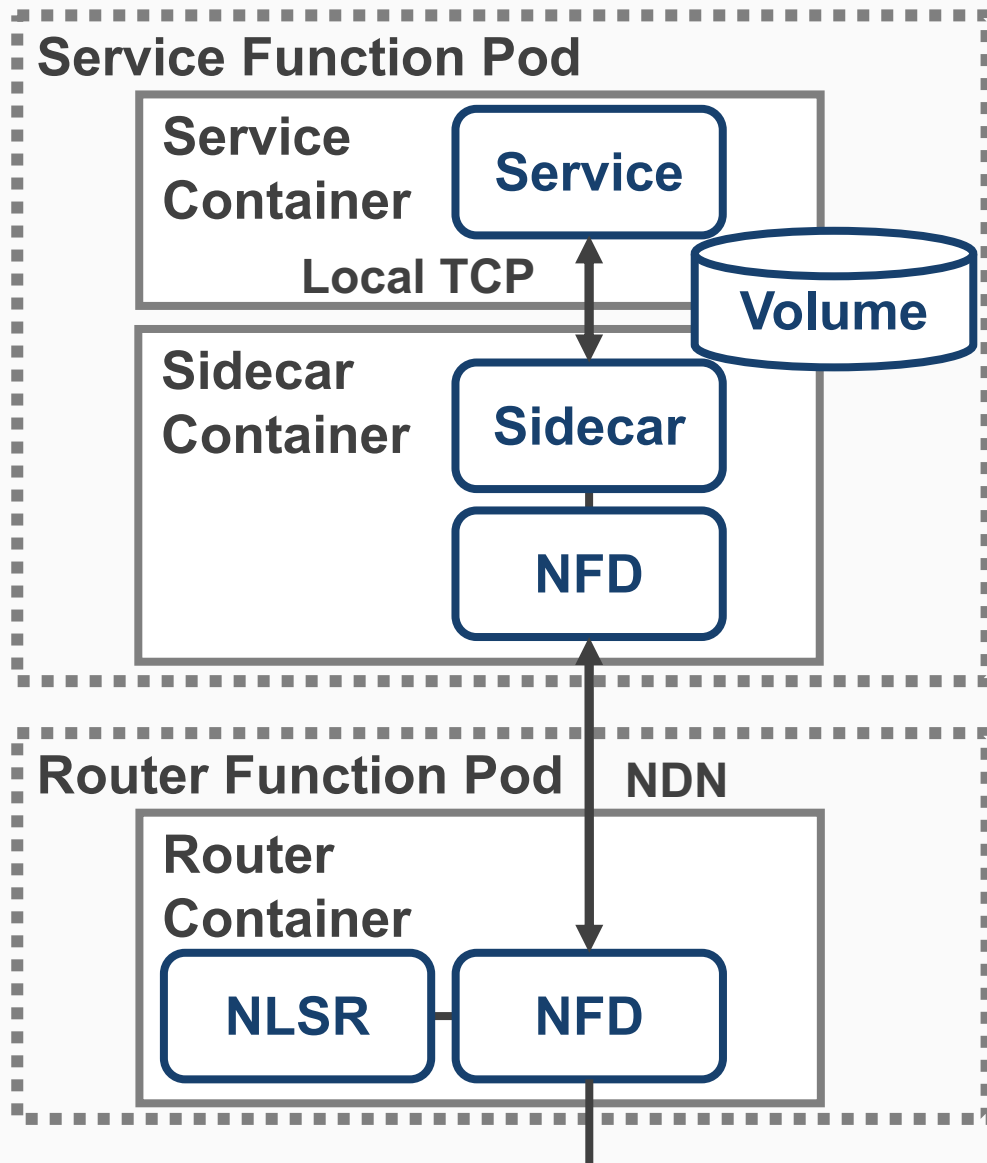 Service Function Pod
Service
Container
Service
Local TCP
Volume
Sidecar
Container
Sidecar
NFD
Router Function Pod
NDN
Router
Container
NLSR
NFD